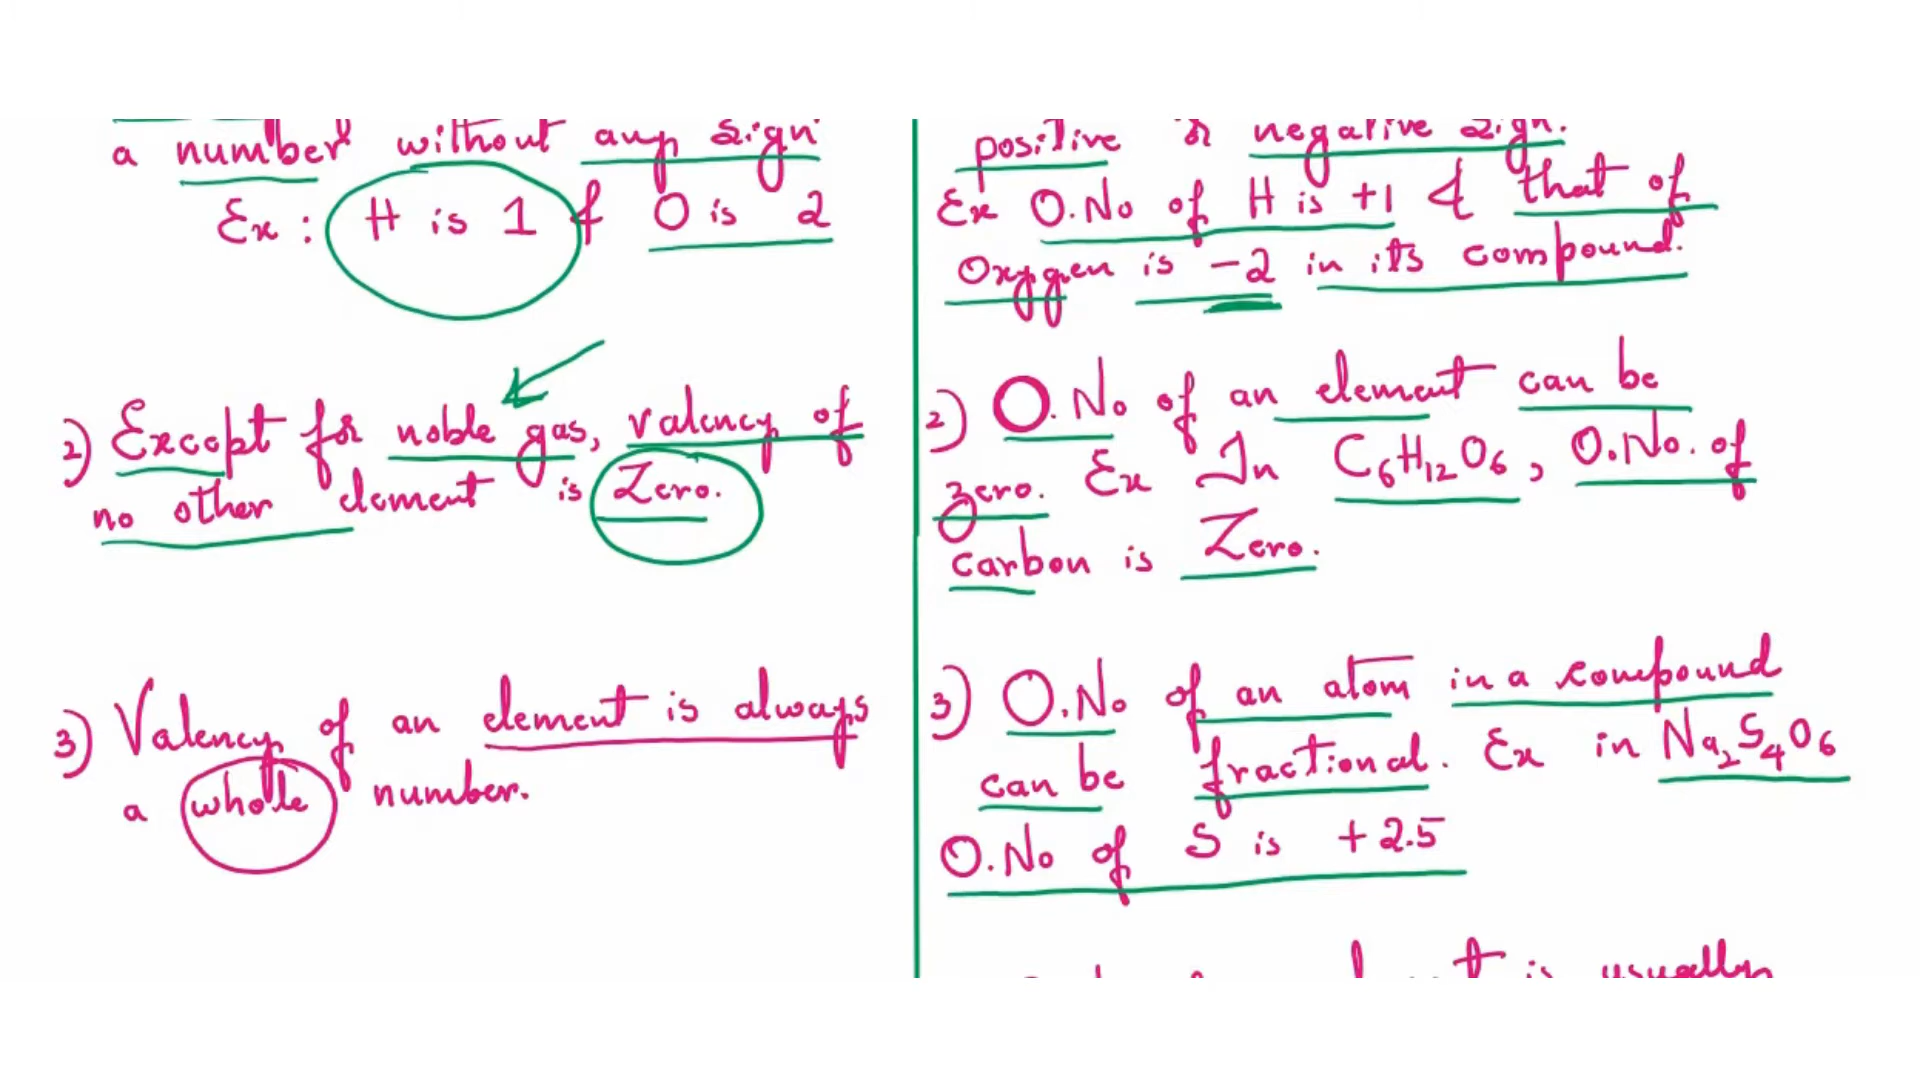 a number without any sign
Ex : H is 1 & O is 2
2) Except for noble gas, valency of
no other element is Zero.
3) Valency of an element is always
a whole number.
positive or negative sign.
Ex O.No of H is +1 & that of
Oxygen is -2 in its compound.
2) O.No of an element can be
zero. Ex In C₆H₁₂O₆, O.No. of
carbon is Zero.
3) O.No of an atom in a compound
can be fractional. Ex in Na₂S₄O₆
O.No of S is +2.5
is usually